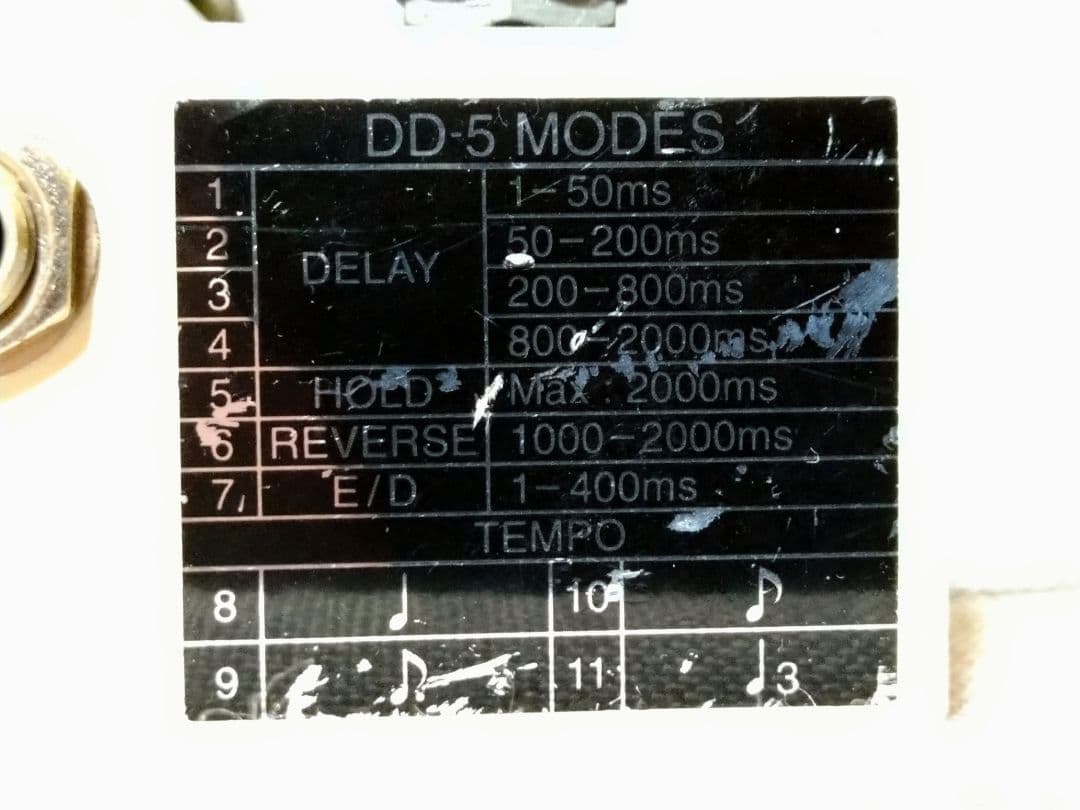 DD-5 MODES
1 1–50ms
2 50–200ms
DELAY
3 200–800ms
4 800–2000ms
5 HOLD Max : 2000ms
6 REVERSE 1000–2000ms
7 E/D 1–400ms
TEMPO
8 ♩ 10 ♪
9 ♪. 11 ♩3